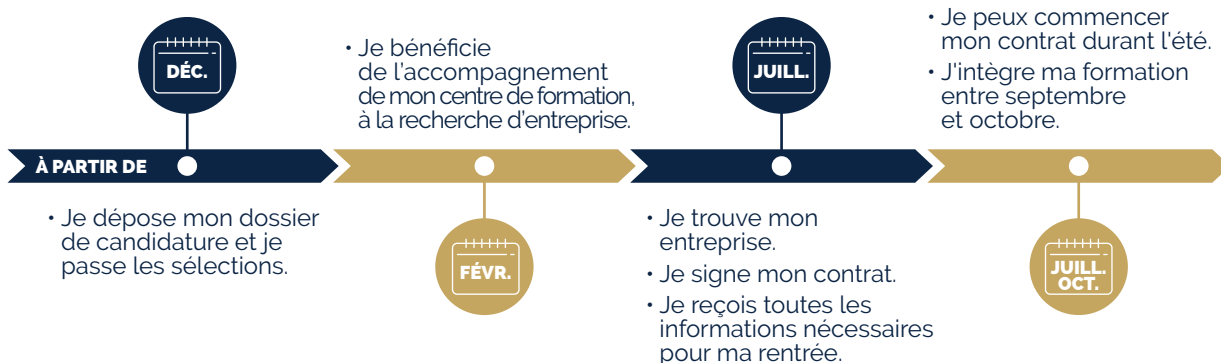 À PARTIR DE
DÉC.
• Je dépose mon dossier
de candidature et je
passe les sélections.
• Je bénéficie
de l’accompagnement
de mon centre de formation,
à la recherche d’entreprise.
FÉVR.
JUILL.
• Je trouve mon
entreprise.
• Je signe mon contrat.
• Je reçois toutes les
informations nécessaires
pour ma rentrée.
• Je peux commencer
mon contrat durant l'été.
• J'intègre ma formation
entre septembre
et octobre.
JUILL.
OCT.